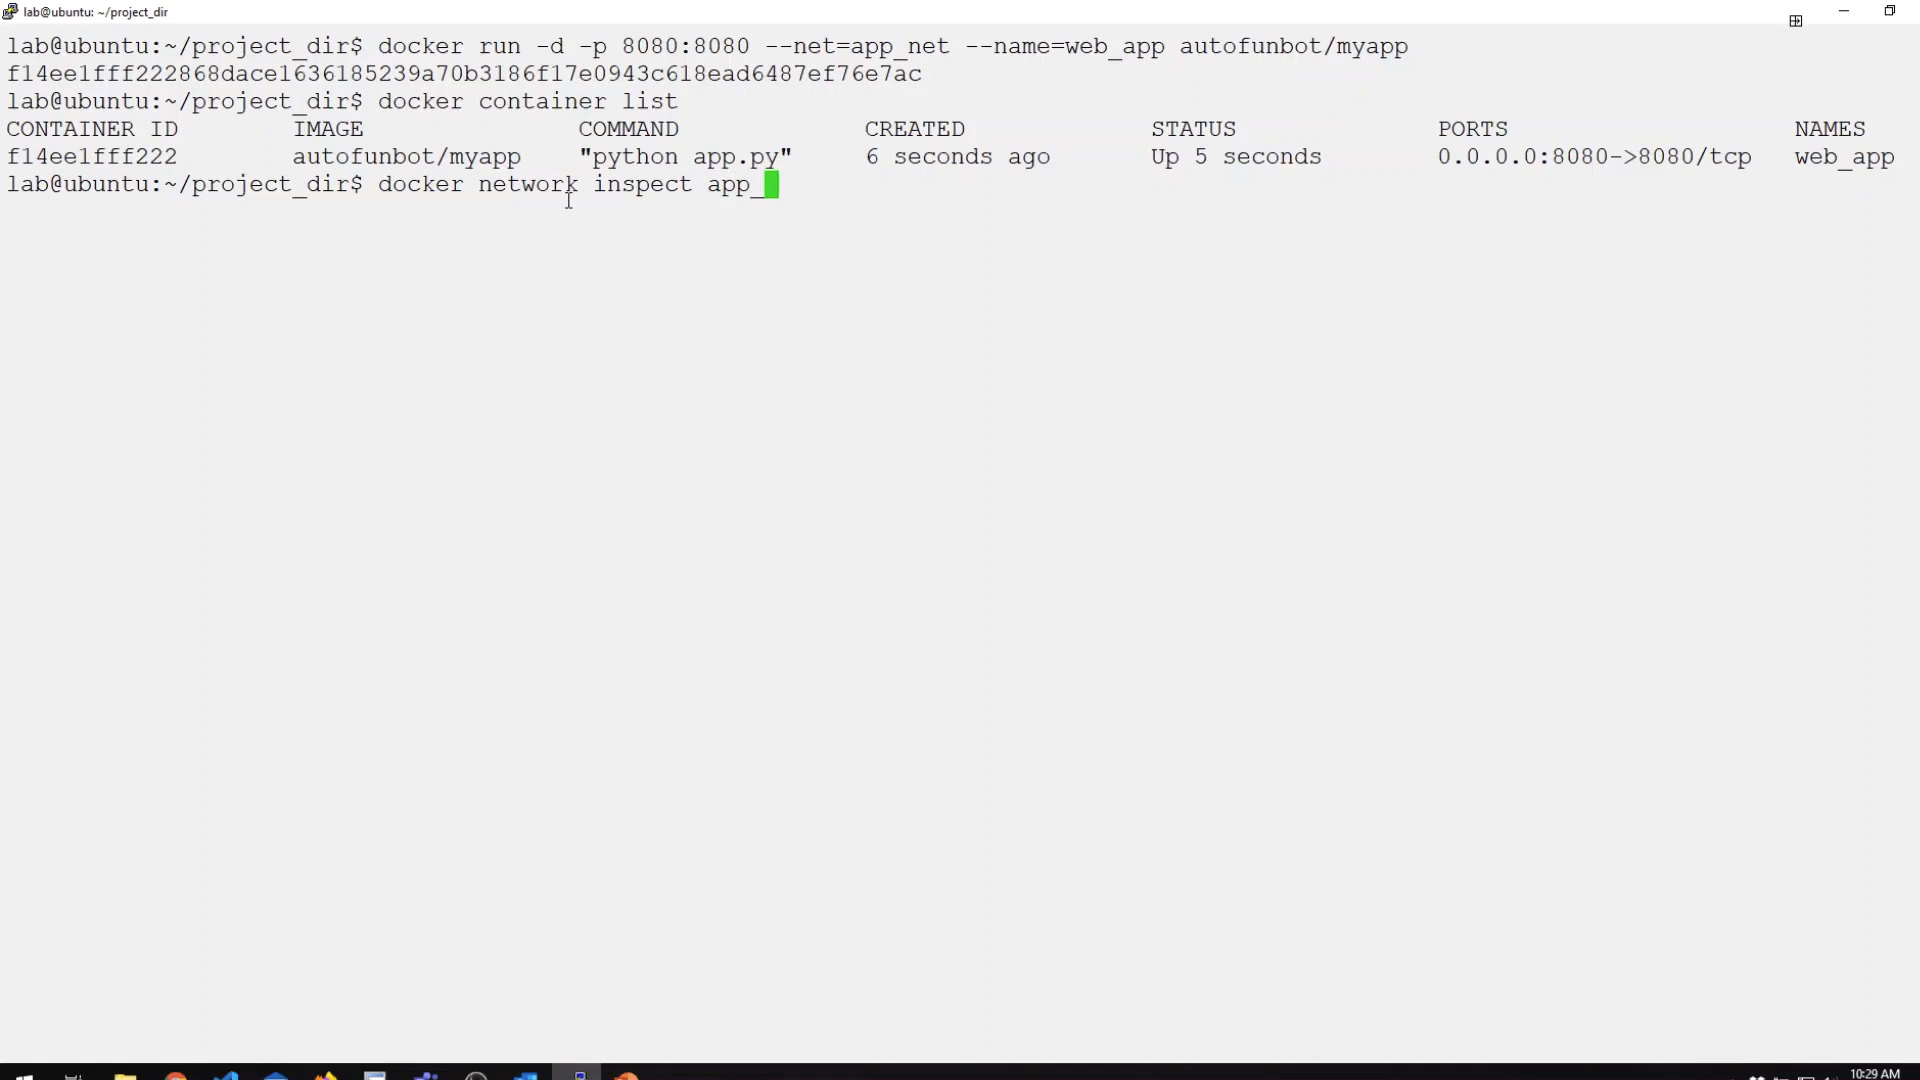 lab@ubuntu: ~/project_dir
lab@ubuntu:~/project_dir$ docker run -d -p 8080:8080 --net=app_net --name=web_app autofunbot/myapp
f14ee1fff222868dace1636185239a70b3186f17e0943c618ead6487ef76e7ac
lab@ubuntu:~/project_dir$ docker container list
CONTAINER ID        IMAGE               COMMAND             CREATED             STATUS              PORTS                    NAMES
f14ee1fff222        autofunbot/myapp    "python app.py"     6 seconds ago       Up 5 seconds        0.0.0.0:8080->8080/tcp   web_app
lab@ubuntu:~/project_dir$ docker network inspect app_
10:29 AM